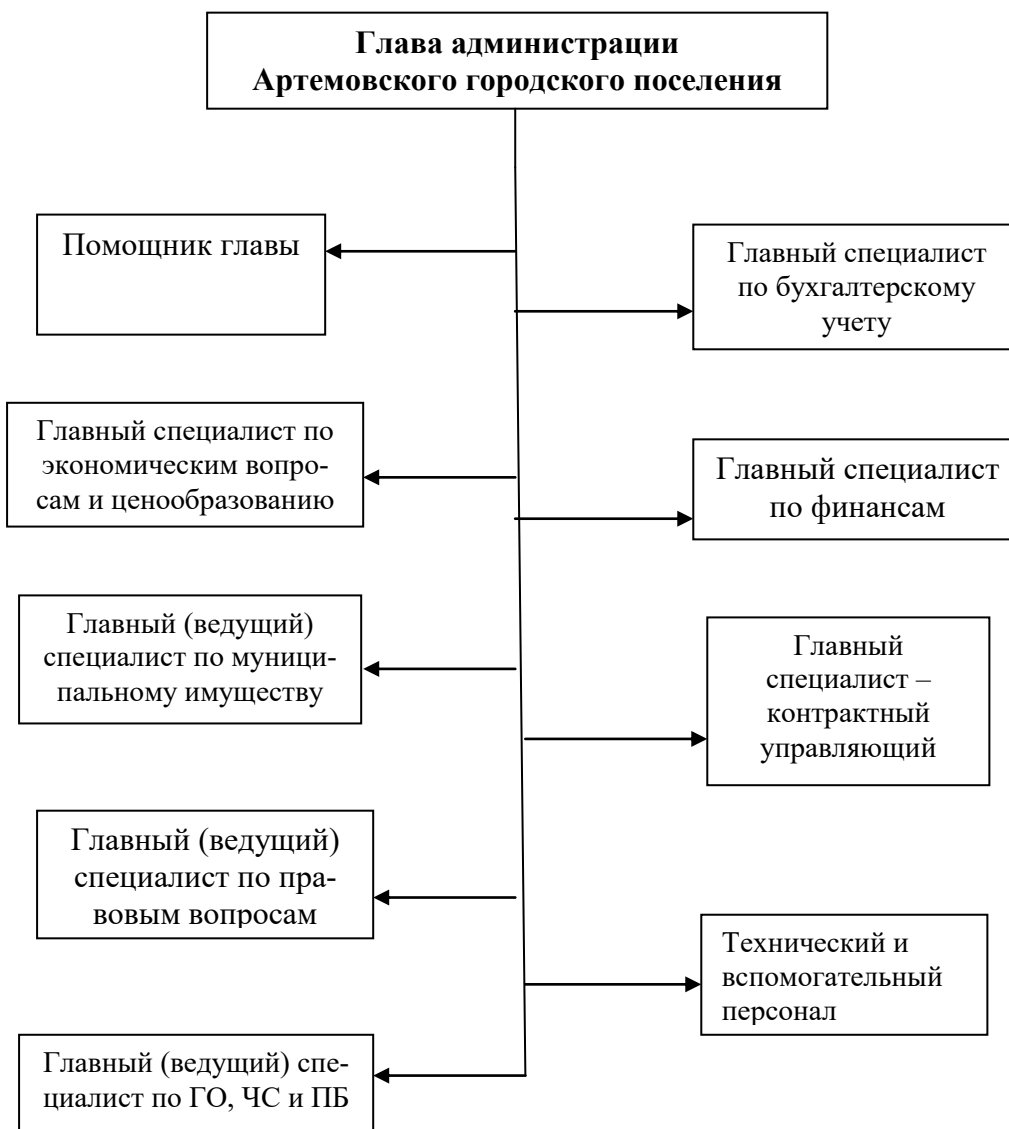 Глава администрации
Артемовского городского поселения
Помощник главы
Главный специалист
по бухгалтерскому
учету
Главный специалист по
экономическим вопро-
сам и ценообразованию
Главный специалист
по финансам
Главный (ведущий)
специалист по муници-
пальному имуществу
Главный
специалист –
контрактный
управляющий
Главный (ведущий)
специалист по пра-
вовым вопросам
Технический и
вспомогательный
персонал
Главный (ведущий) спе-
циалист по ГО, ЧС и ПБ